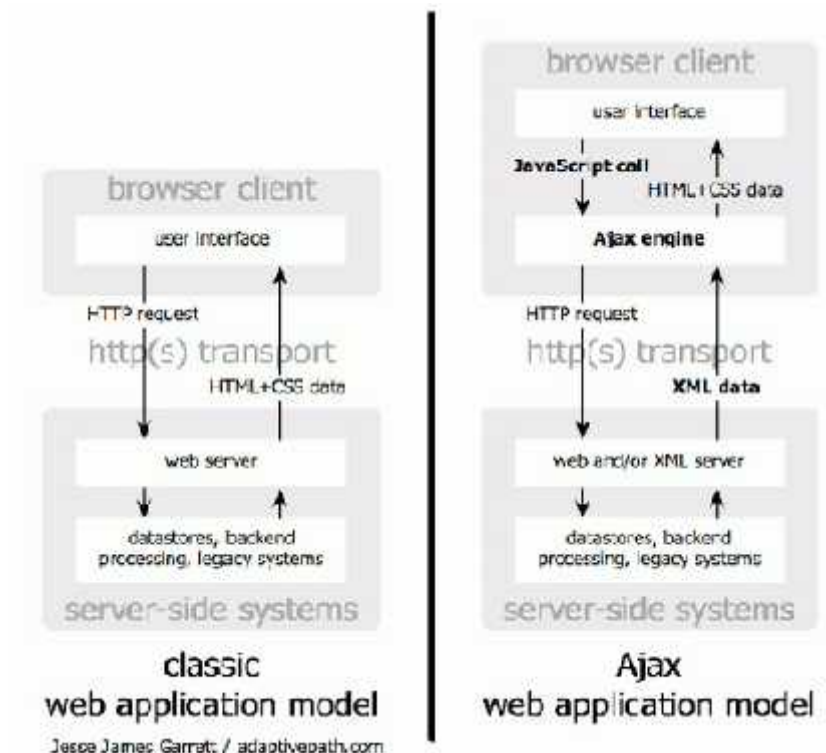 browser client
user interface
HTTP request
http(s) transport
HTML+CSS data
web server
datastores, backend
processing, legacy systems
server-side systems
classic
web application model
Jesse James Garrett / adaptivepath.com
browser client
user interface
JavaScript call
HTML+CSS data
Ajax engine
HTTP request
http(s) transport
XML data
web and/or XML server
datastores, backend
processing, legacy systems
server-side systems
Ajax
web application model